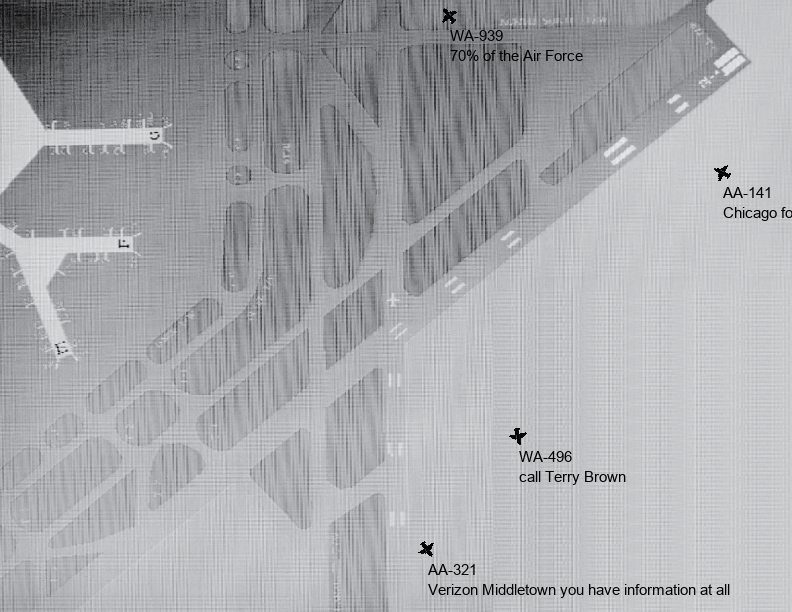 WA-939
70% of the Air Force
AA-141
Chicago fo
WA-496
call Terry Brown
AA-321
Verizon Middletown you have information at all
G
F